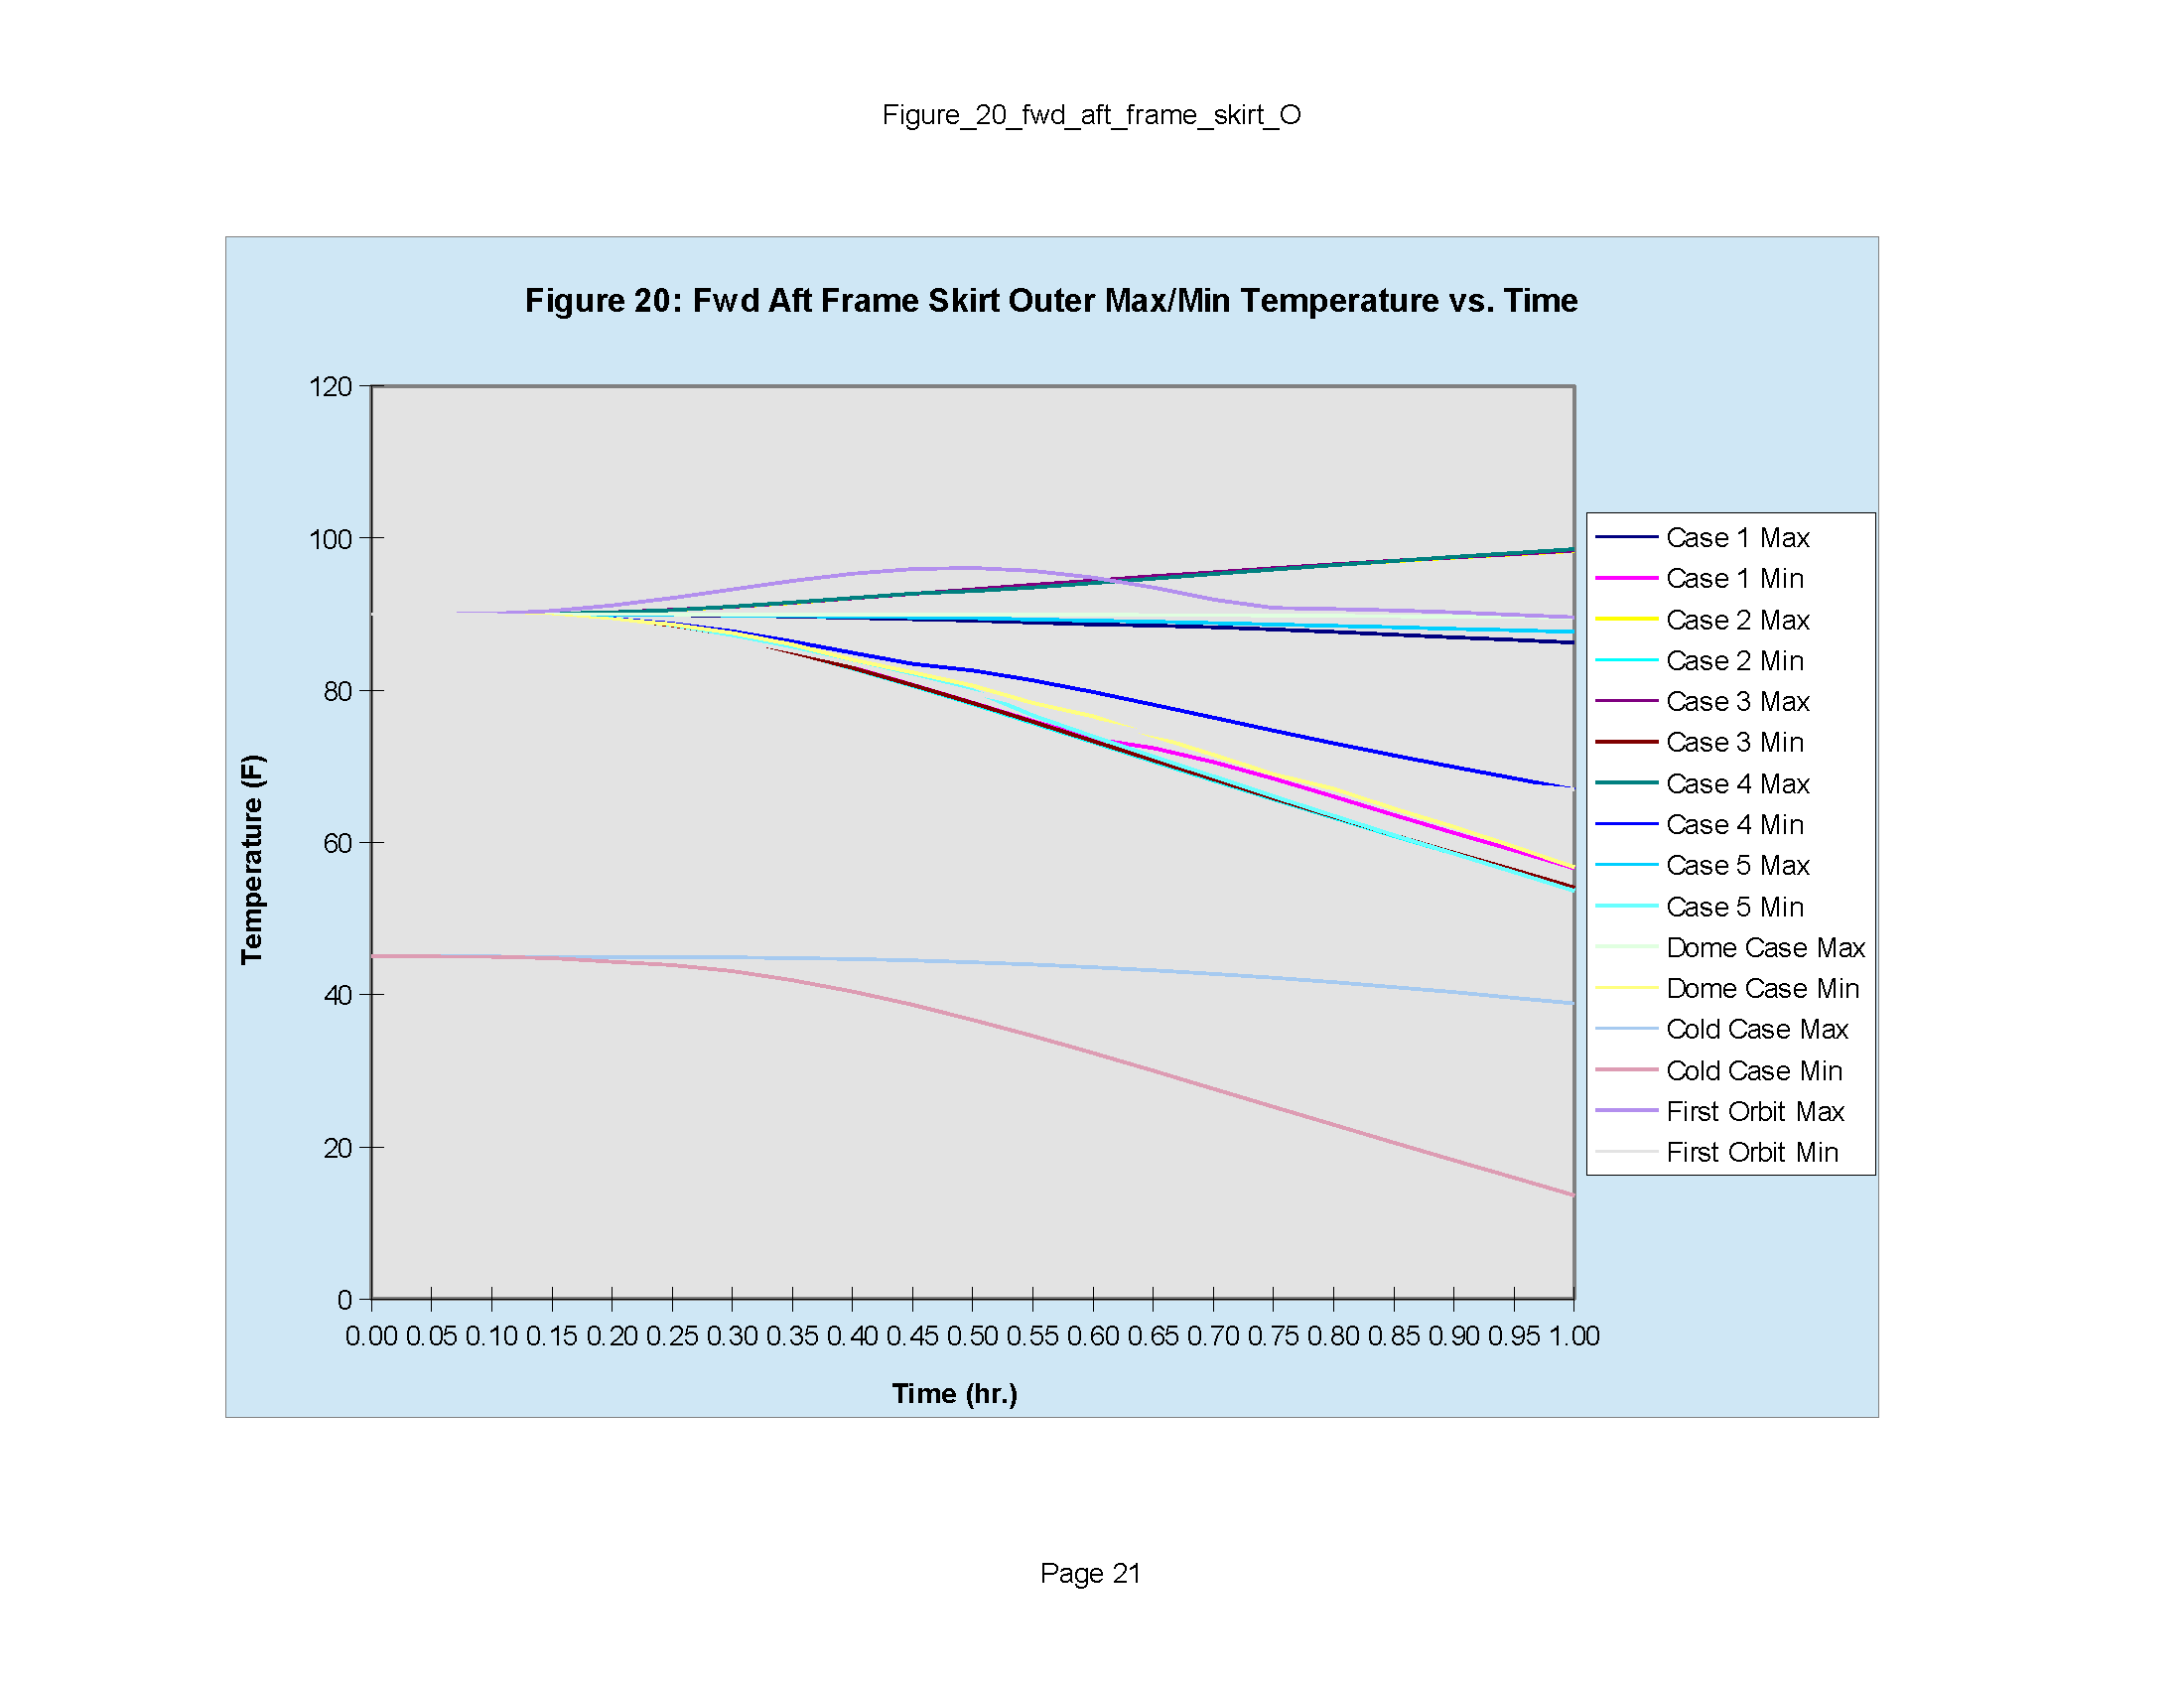 Figure_20_fwd_aft_frame_skirt_O
Figure 20: Fwd Aft Frame Skirt Outer Max/Min Temperature vs. Time
120
100
80
60
40
20
0
Temperature (F)
0.00 0.05 0.10 0.15 0.20 0.25 0.30 0.35 0.40 0.45 0.50 0.55 0.60 0.65 0.70 0.75 0.80 0.85 0.90 0.95 1.00
Time (hr.)
Case 1 Max
Case 1 Min
Case 2 Max
Case 2 Min
Case 3 Max
Case 3 Min
Case 4 Max
Case 4 Min
Case 5 Max
Case 5 Min
Dome Case Max
Dome Case Min
Cold Case Max
Cold Case Min
First Orbit Max
First Orbit Min
Page 21